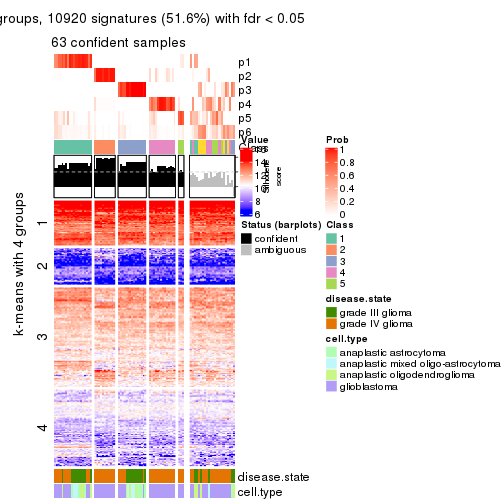 groups, 10920 signatures (51.6%) with fdr < 0.05
63 confident samples
p1
p2
p3
p4
p5
p6
Class
k-means with 4 groups
1
2
3
4
disease.state
cell.type
Value
16
14
12
10
8
6
score
Prob
1
0.8
0.6
0.4
0.2
0
Status (barplots)
confident
ambiguous
Class
1
2
3
4
5
disease.state
grade III glioma
grade IV glioma
cell.type
anaplastic astrocytoma
anaplastic mixed oligo-astrocytoma
anaplastic oligodendroglioma
glioblastoma